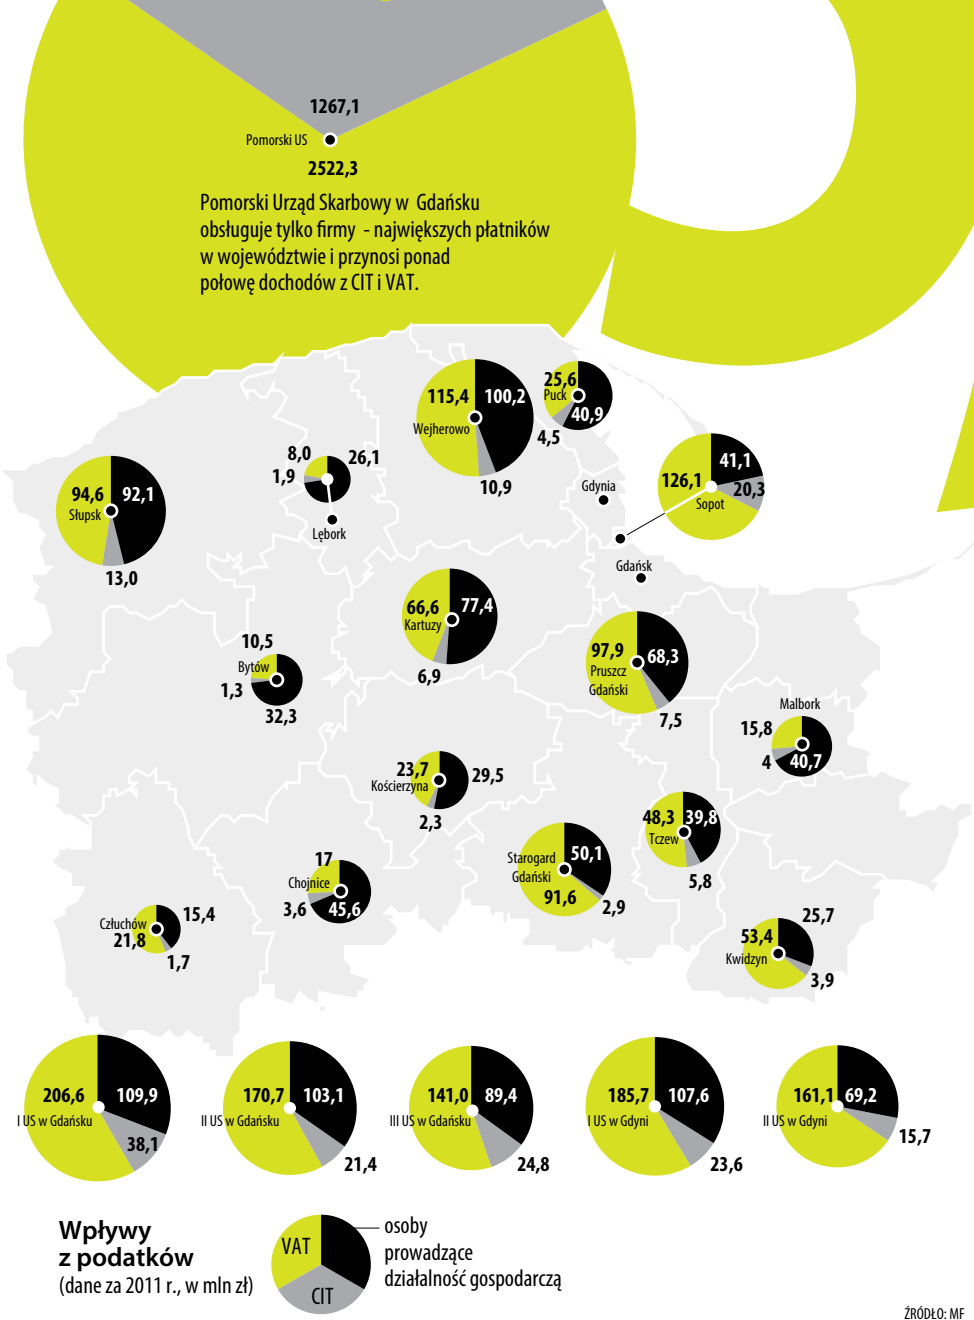 1267,1
Pomorski US
2522,3
Pomorski Urząd Skarbowy w Gdańsku
obsługuje tylko firmy - największych płatników
w województwie i przynosi ponad
połowę dochodów z CIT i VAT.
115,4
100,2
Wejherowo
10,9
25,6
Puck
40,9
4,5
8,0
26,1
1,9
Lębork
94,6
92,1
Słupsk
13,0
Gdynia
41,1
126,1
20,3
Sopot
Gdańsk
66,6
77,4
Kartuzy
6,9
10,5
Bytów
1,3
32,3
97,9
68,3
Pruszcz
Gdański
7,5
Malbork
15,8
4
40,7
23,7
29,5
Kościerzyna
2,3
48,3
39,8
Tczew
5,8
Starogard
Gdański
50,1
91,6
2,9
17
Chojnice
3,6
45,6
15,4
Człuchów
21,8
1,7
25,7
53,4
Kwidzyn
3,9
206,6
109,9
I US w Gdańsku
38,1
170,7
103,1
II US w Gdańsku
21,4
141,0
89,4
III US w Gdańsku
24,8
185,7
107,6
I US w Gdyni
23,6
161,1
69,2
II US w Gdyni
15,7
Wpływy
z podatków
(dane za 2011 r., w mln zł)
VAT
CIT
osoby
prowadzące
działalność gospodarczą
ŹRÓDŁO: MF